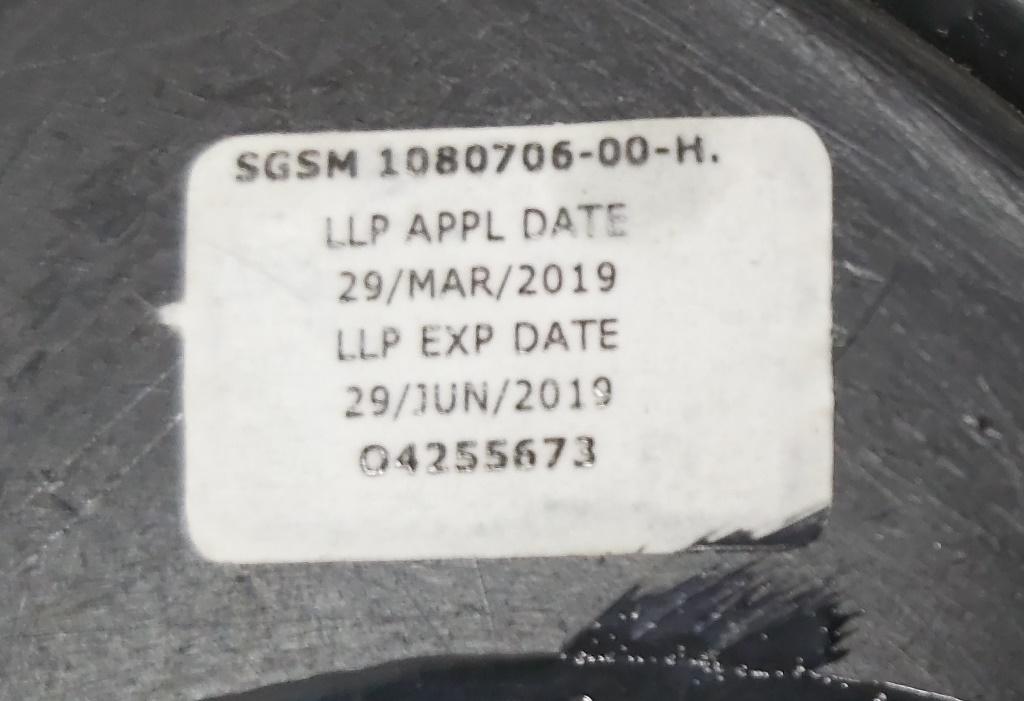 SGSM 1080706-00-H.
LLP APPL DATE
29/MAR/2019
LLP EXP DATE
29/JUN/2019
04255673